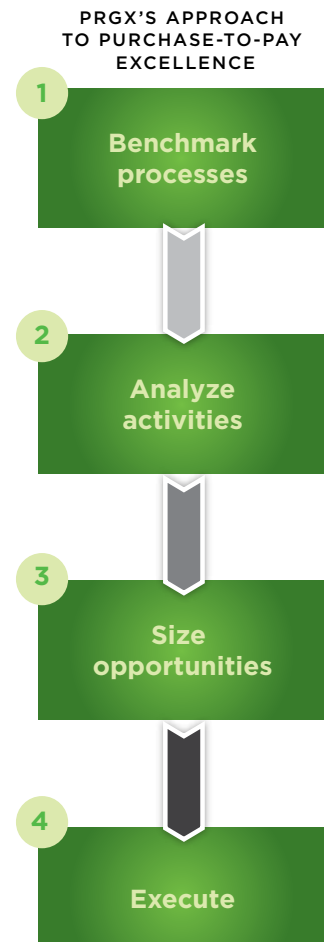 PRGX'S APPROACH
TO PURCHASE-TO-PAY
EXCELLENCE
1
Benchmark
processes
2
Analyze
activities
3
Size
opportunities
4
Execute